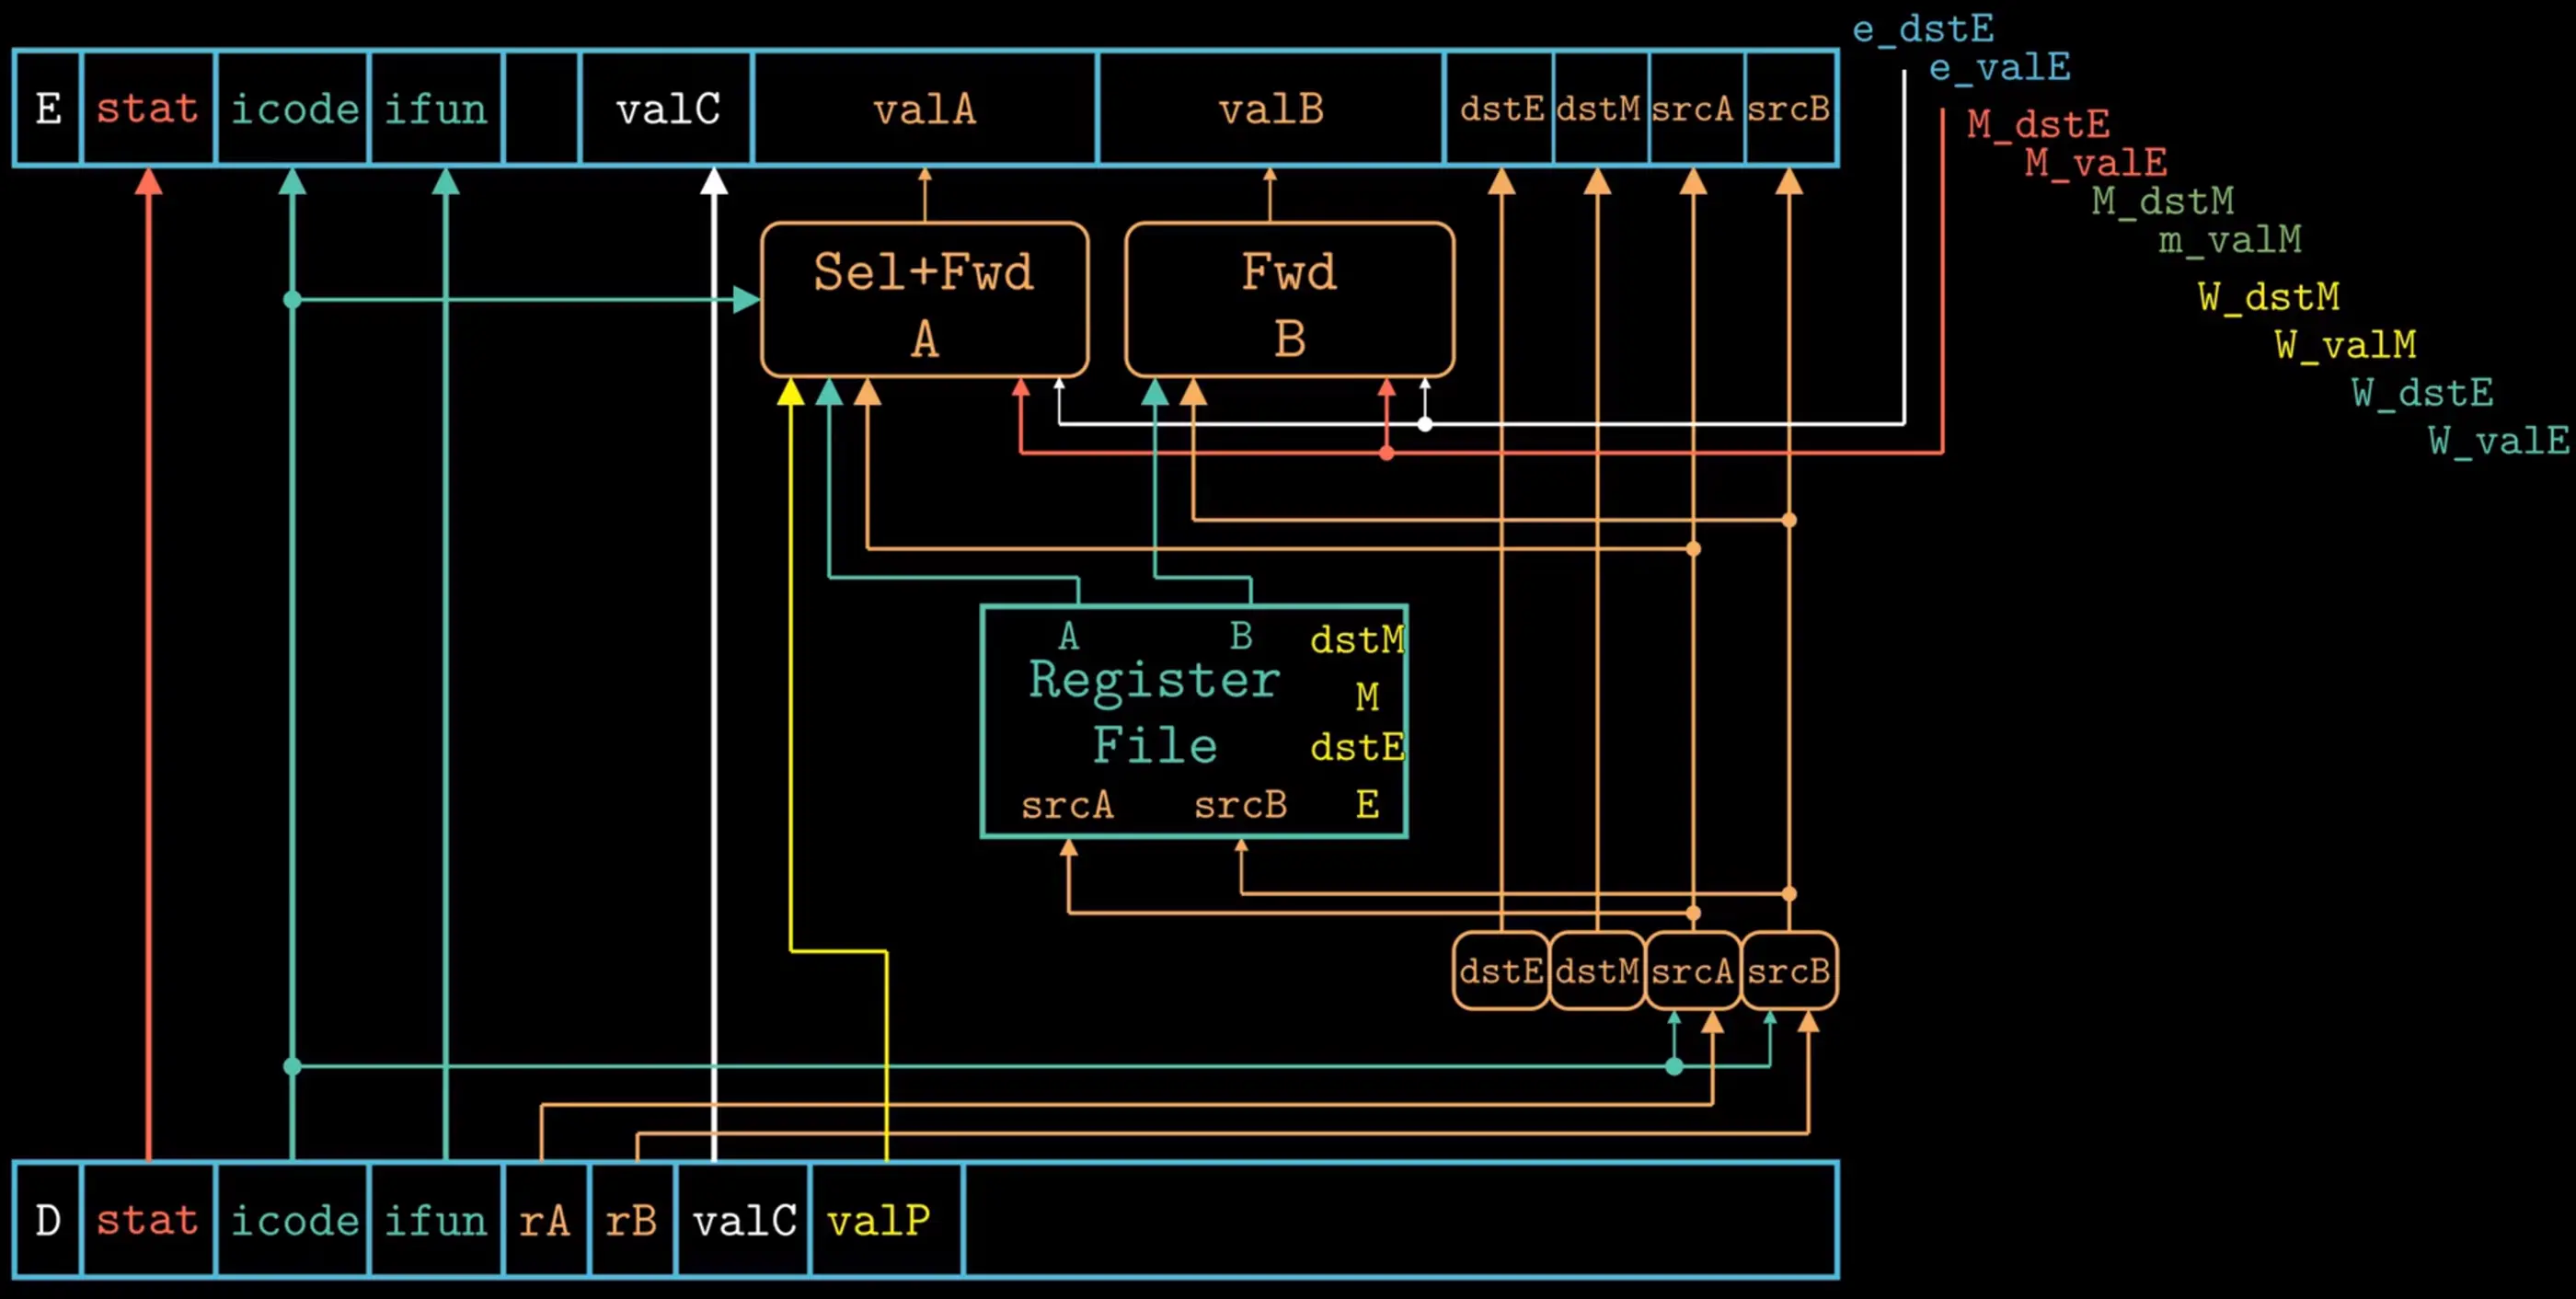 e_dstE
e_valE
E stat icode ifun valC valA valB dstE dstM srcA srcB
M_dstE
M_valE
M_dstM
m_valM
Sel+Fwd
A
Fwd
B
W_dstM
W_valM
W_dstE
W_valE
A B dstM
Register
M
File
dstE
srcA srcB E
dstE dstM srcA srcB
D stat icode ifun rA rB valC valP